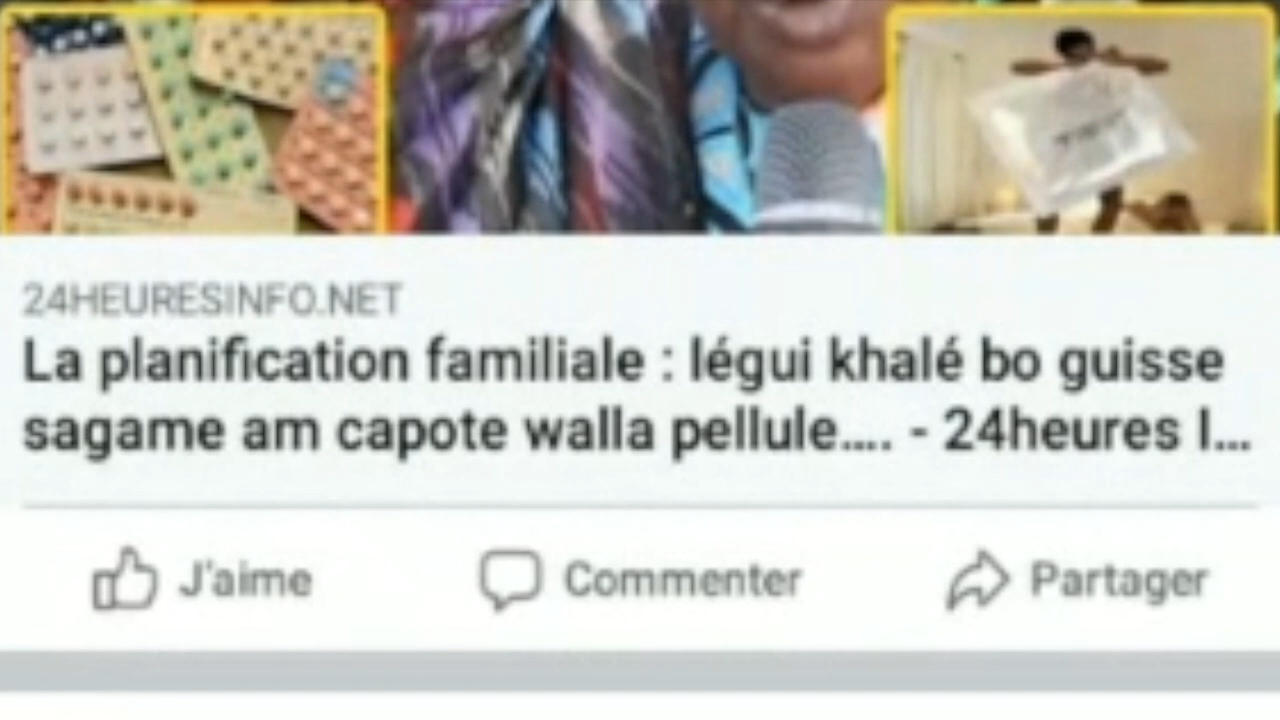 24HEURESINFO.NET
La planification familiale : légui khalé bo guisse
sagame am capote walla pellule.... - 24heures I...
J'aime
Commenter
Partager